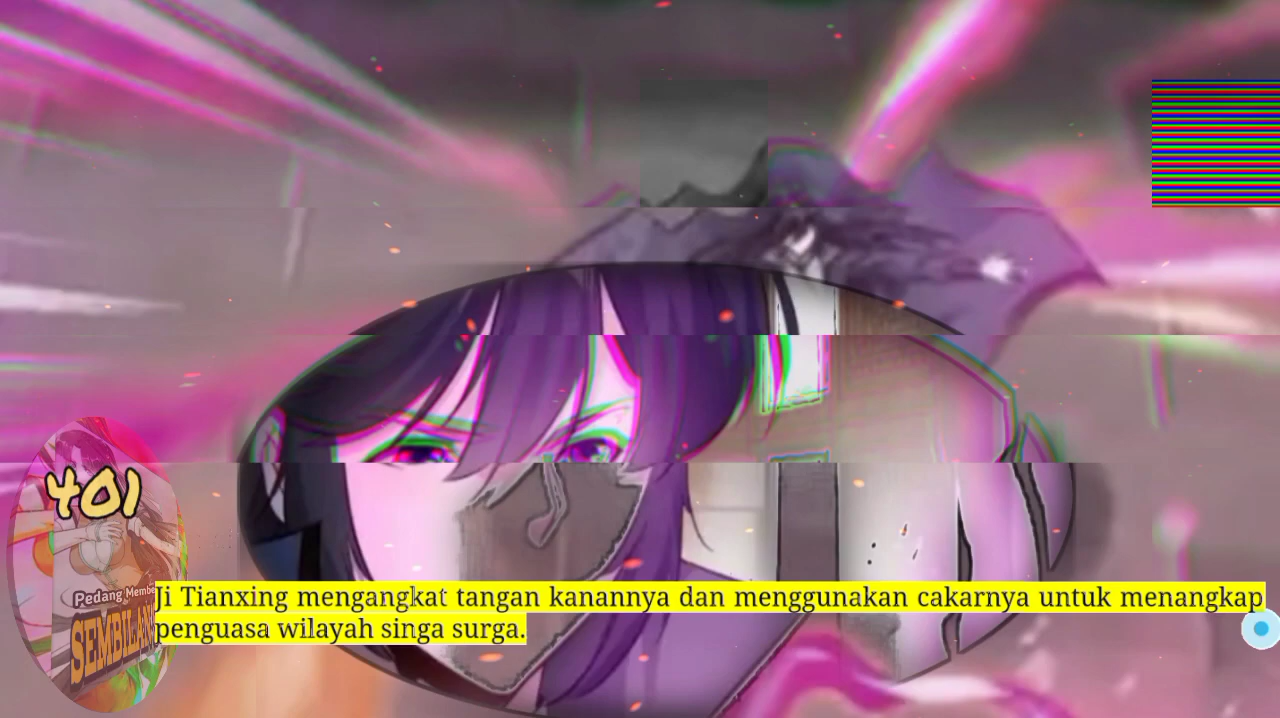 401
Pedang Membe
SEMBILAN
Ji Tianxing mengangkat tangan kanannya dan menggunakan cakarnya untuk menangkap
penguasa wilayah singa surga.